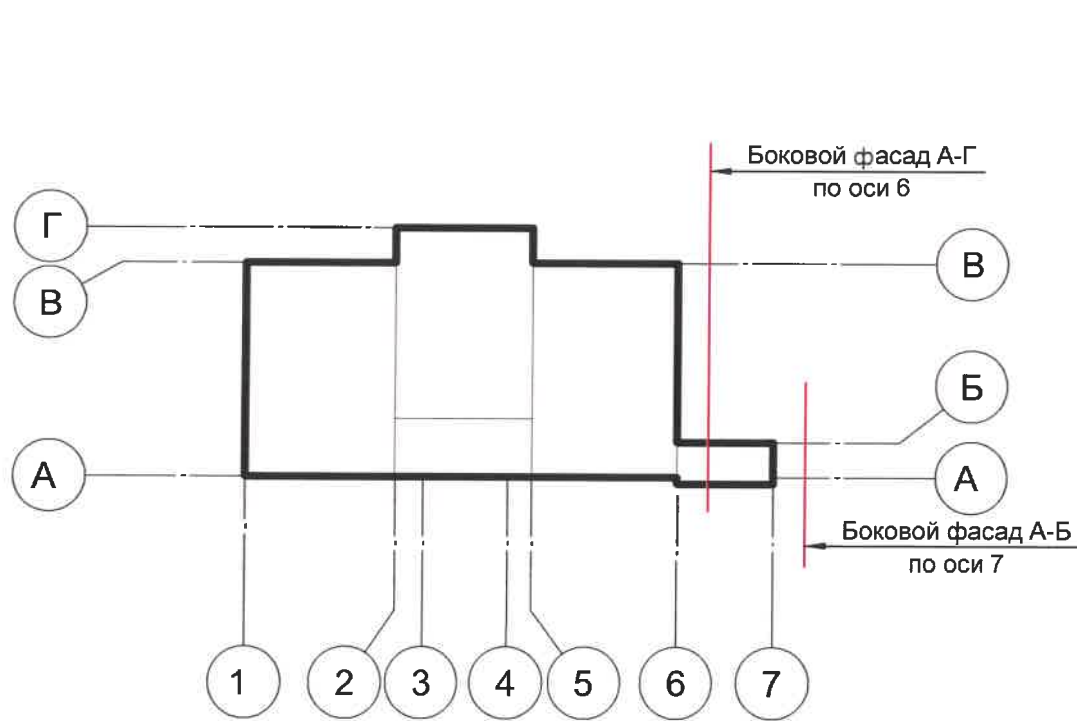 Боковой фасад А-Г
по оси 6
Г
В
В
Б
А
А
Боковой фасад А-Б
по оси 7
1
2
3
4
5
6
7